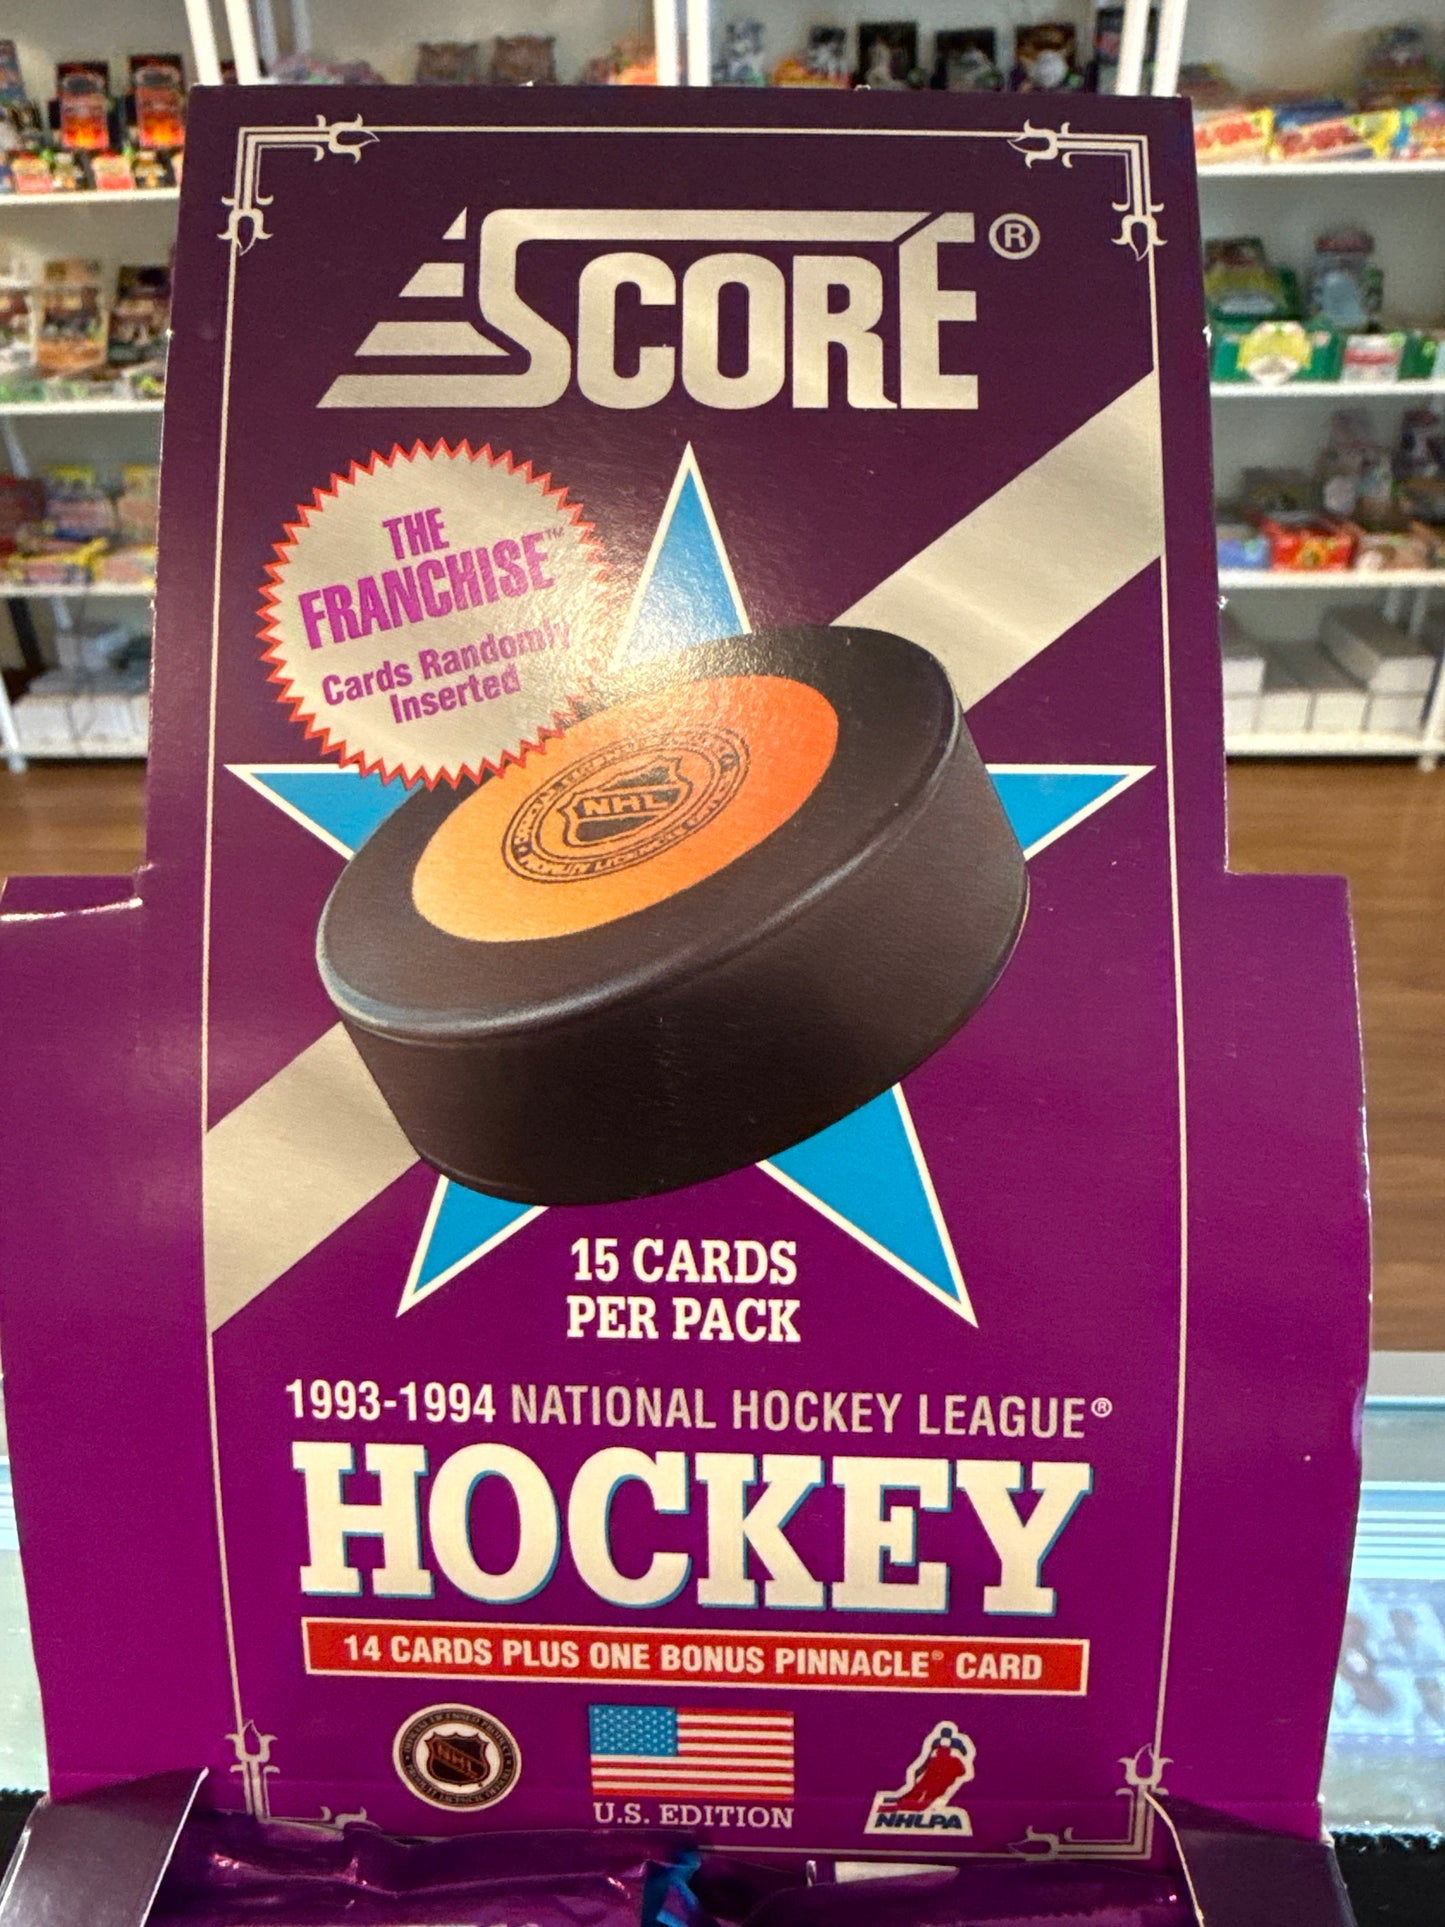 SCORE®
THE
FRANCHISE™
Cards Randomly
Inserted
NHL
15 CARDS
PER PACK
1993-1994 NATIONAL HOCKEY LEAGUE®
HOCKEY
14 CARDS PLUS ONE BONUS PINNACLE® CARD
NHL
U.S. EDITION
NHLPA